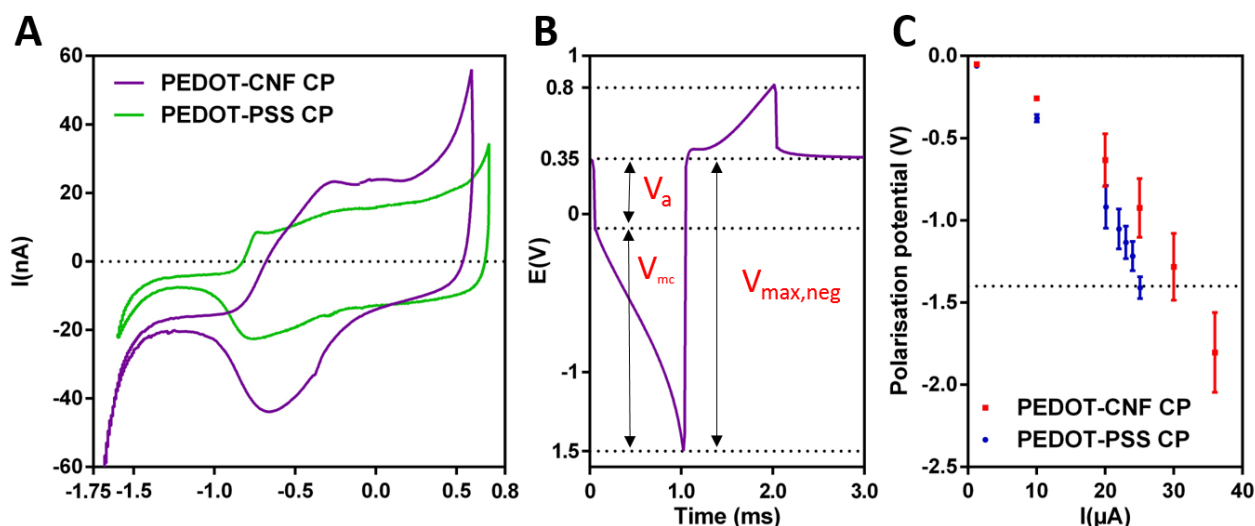 A
60
40
20
0
-20
-40
-60
I(nA)
PEDOT-CNF CP
PEDOT-PSS CP
-1.75 -1.5 -1.0 -0.5 0.0 0.6 0.8
B
1
0.8
0.35
0
-1
1.5
E(V)
Va
Vmc
Vmax,neg
0 1.0 2.0 3.0
Time (ms)
C
0.0
-0.5
-1.0
-1.5
-2.0
-2.5
Polarisation potential (V)
PEDOT-CNF CP
PEDOT-PSS CP
0 10 20 30 40
I(μA)